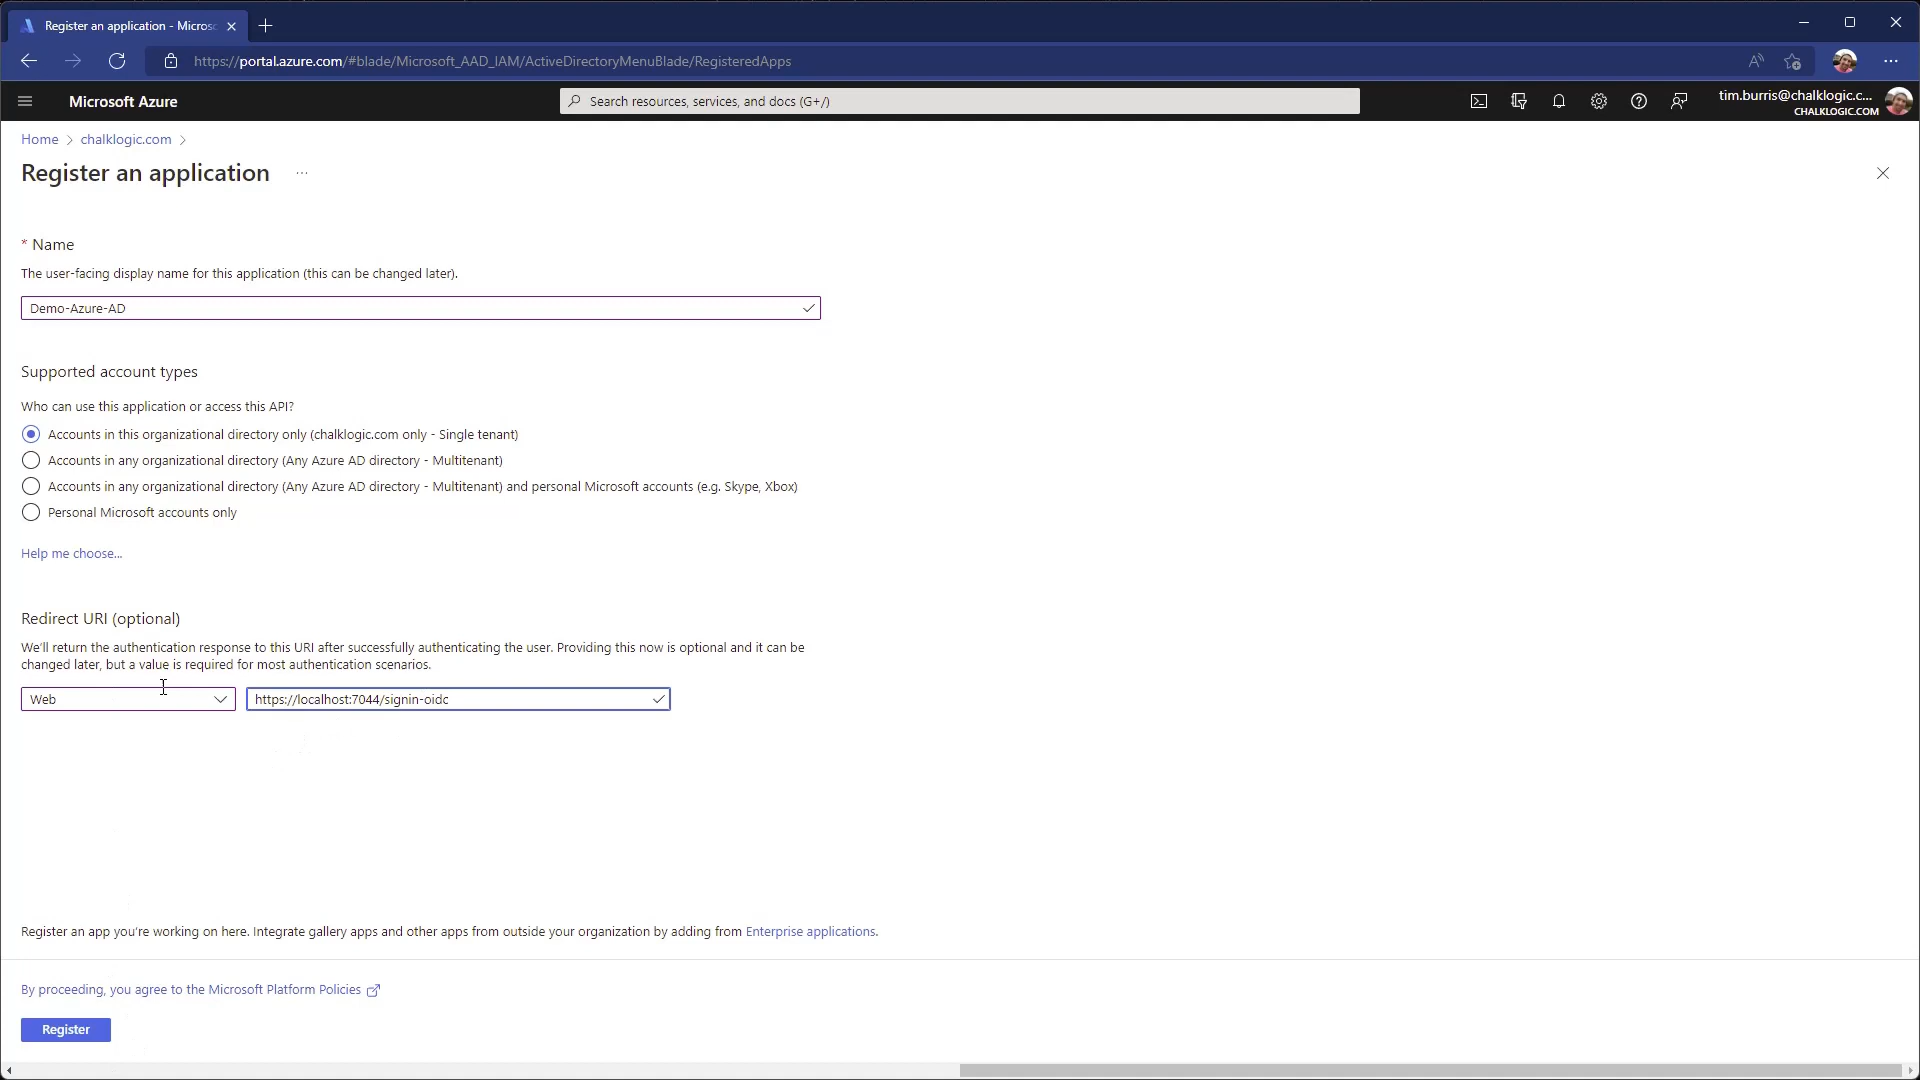 Register an application - Micros
https://portal.azure.com/#blade/Microsoft_AAD_IAM/ActiveDirectoryMenuBlade/RegisteredApps
Microsoft Azure
Search resources, services, and docs (G+/)
tim.burris@chalklogic.c...
CHALKLOGIC.COM
Home > chalklogic.com >
Register an application ...
* Name
The user-facing display name for this application (this can be changed later).
Demo-Azure-AD
Supported account types
Who can use this application or access this API?
Accounts in this organizational directory only (chalklogic.com only - Single tenant)
Accounts in any organizational directory (Any Azure AD directory - Multitenant)
Accounts in any organizational directory (Any Azure AD directory - Multitenant) and personal Microsoft accounts (e.g. Skype, Xbox)
Personal Microsoft accounts only
Help me choose...
Redirect URI (optional)
We'll return the authentication response to this URI after successfully authenticating the user. Providing this now is optional and it can be
changed later, but a value is required for most authentication scenarios.
Web
https://localhost:7044/signin-oidc
Register an app you're working on here. Integrate gallery apps and other apps from outside your organization by adding from Enterprise applications.
By proceeding, you agree to the Microsoft Platform Policies
Register